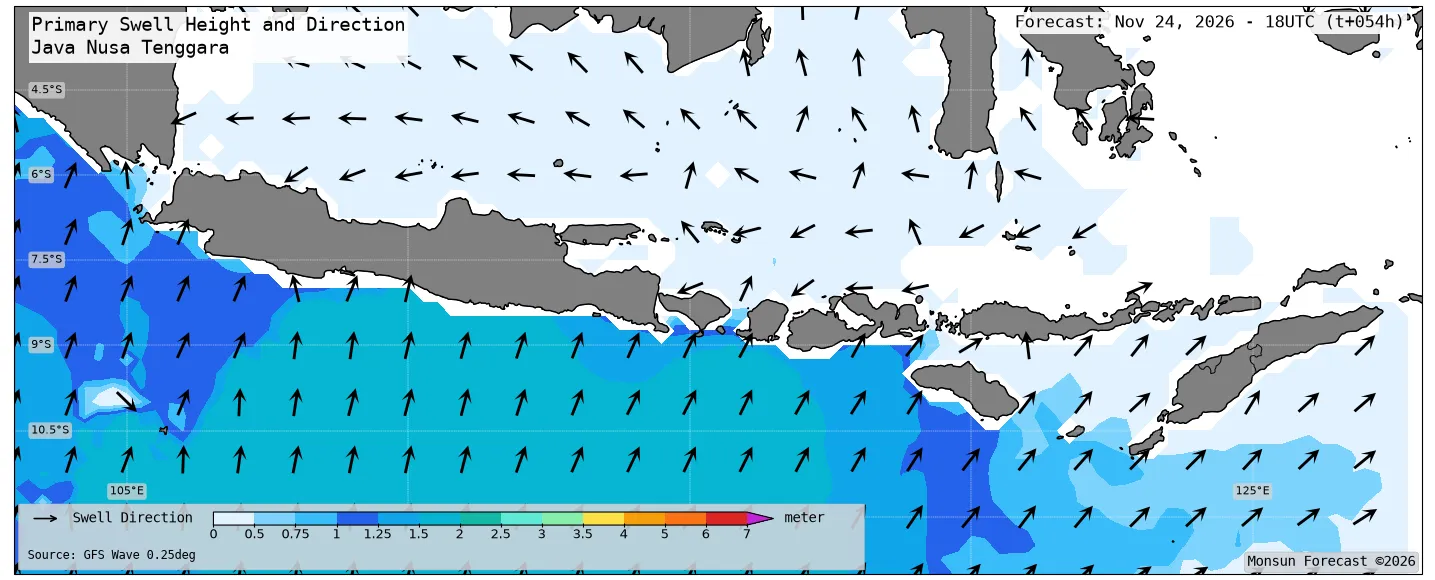 Primary Swell Height and Direction
Java Nusa Tenggara
Forecast: Nov 24, 2026 - 18UTC (t+054h)
4.5°S
6°S
7.5°S
9°S
10.5°S
105°E
125°E
Swell Direction
0 0.5 0.75 1 1.25 1.5 2 2.5 3 3.5 4 5 6 7
meter
Source: GFS Wave 0.25deg
Monsun Forecast ©2026